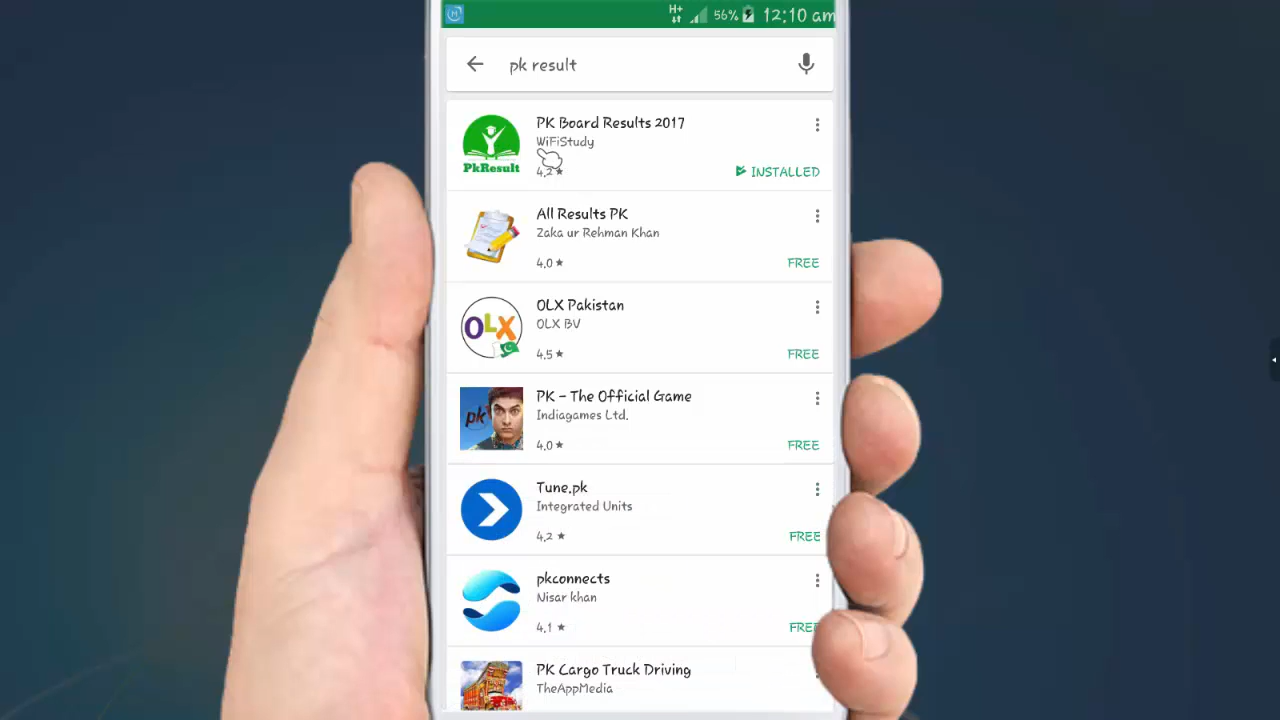 H+ 56% 12:10 am
pk result
PK Board Results 2017
WiFiStudy
PkResult
4.2★
INSTALLED
All Results PK
Zaka ur Rehman Khan
4.0★
FREE
OLX Pakistan
OLX BV
OLX
4.5★
FREE
PK - The Official Game
Indiagames Ltd.
pk
4.0★
FREE
Tune.pk
Integrated Units
4.2 ★
FREE
pkconnects
Nisar khan
4.1 ★
FREE
PK Cargo Truck Driving
TheAppMedia